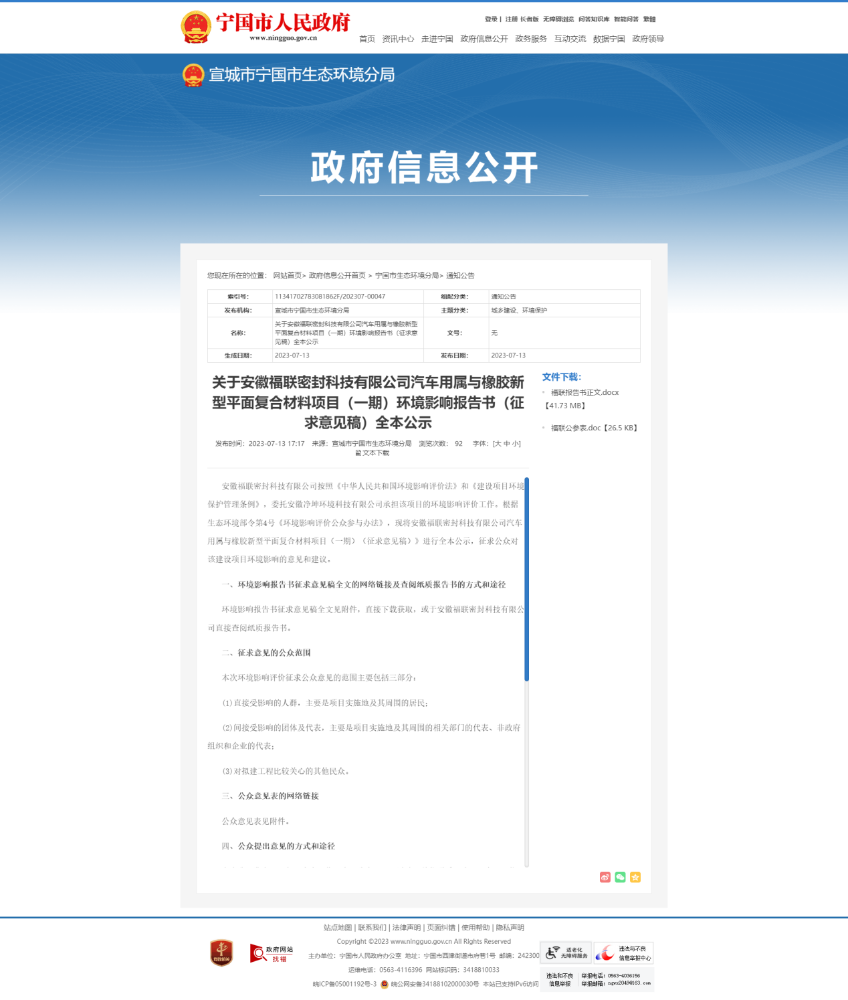 宁国市人民政府
www.ningguo.gov.cn
登录 | 注册 长者版 无障碍浏览 问答知识库 智能问答 繁體
首页 资讯中心 走进宁国 政府信息公开 政务服务 互动交流 数据宁国 政府领导
宣城市宁国市生态环境分局
政府信息公开
您现在所在的位置： 网站首页> 政府信息公开首页 > 宁国市生态环境分局> 通知公告
索引号： 11341702783081862F/202307-00047 组配分类： 通知公告
发布机构： 宣城市宁国市生态环境分局 主题分类： 城乡建设、环境保护
名称： 关于安徽福联密封科技有限公司汽车用属与橡胶新型平面复合材料项目（一期）环境影响报告书（征求意见稿）全本公示 文号： 无
生成日期： 2023-07-13 发布日期： 2023-07-13
关于安徽福联密封科技有限公司汽车用属与橡胶新
型平面复合材料项目（一期）环境影响报告书（征
求意见稿）全本公示
发布时间：2023-07-13 17:17 来源：宣城市宁国市生态环境分局 浏览次数： 92 字体：[大 中 小]
文本下载
文件下载：
福联报告书正文.docx
【41.73 MB】
福联公参表.doc【26.5 KB】
安徽福联密封科技有限公司按照《中华人民共和国环境影响评价法》和《建设项目环境
保护管理条例》，委托安徽净坤环境科技有限公司承担该项目的环境影响评价工作。根据
生态环境部令第4号《环境影响评价公众参与办法》，现将安徽福联密封科技有限公司汽车
用属与橡胶新型平面复合材料项目（一期）（征求意见稿）》进行全本公示，征求公众对
该建设项目环境影响的意见和建议。
一、环境影响报告书征求意见稿全文的网络链接及查阅纸质报告书的方式和途径
环境影响报告书征求意见稿全文见附件，直接下载获取，或于安徽福联密封科技有限公
司直接查阅纸质报告书。
二、征求意见的公众范围
本次环境影响评价征求公众意见的范围主要包括三部分：
(1)直接受影响的人群，主要是项目实施地及其周围的居民；
(2)间接受影响的团体及代表，主要是项目实施地及其周围的相关部门的代表、非政府
组织和企业的代表；
(3)对拟建工程比较关心的其他民众。
三、公众意见表的网络链接
公众意见表见附件。
四、公众提出意见的方式和途径
站点地图 | 联系我们 | 法律声明 | 页面纠错 | 使用帮助 | 隐私声明
Copyright ©2023 www.ningguo.gov.cn All Rights Reserved
主办单位：宁国市人民政府办公室 地址：宁国市西津街道市府巷1号 邮编：242300
运维电话：0563-4116396 网站标识码：3418810033
皖ICP备05001192号-3 皖公网安备34188102000030号 本站已支持IPv6访问
党政机关
政府网站
找错
适老化
无障碍服务
违法与不良
信息举报中心
违法和不良
信息举报
举报电话：0563-4036156
举报邮箱：ngwx2049@163.com